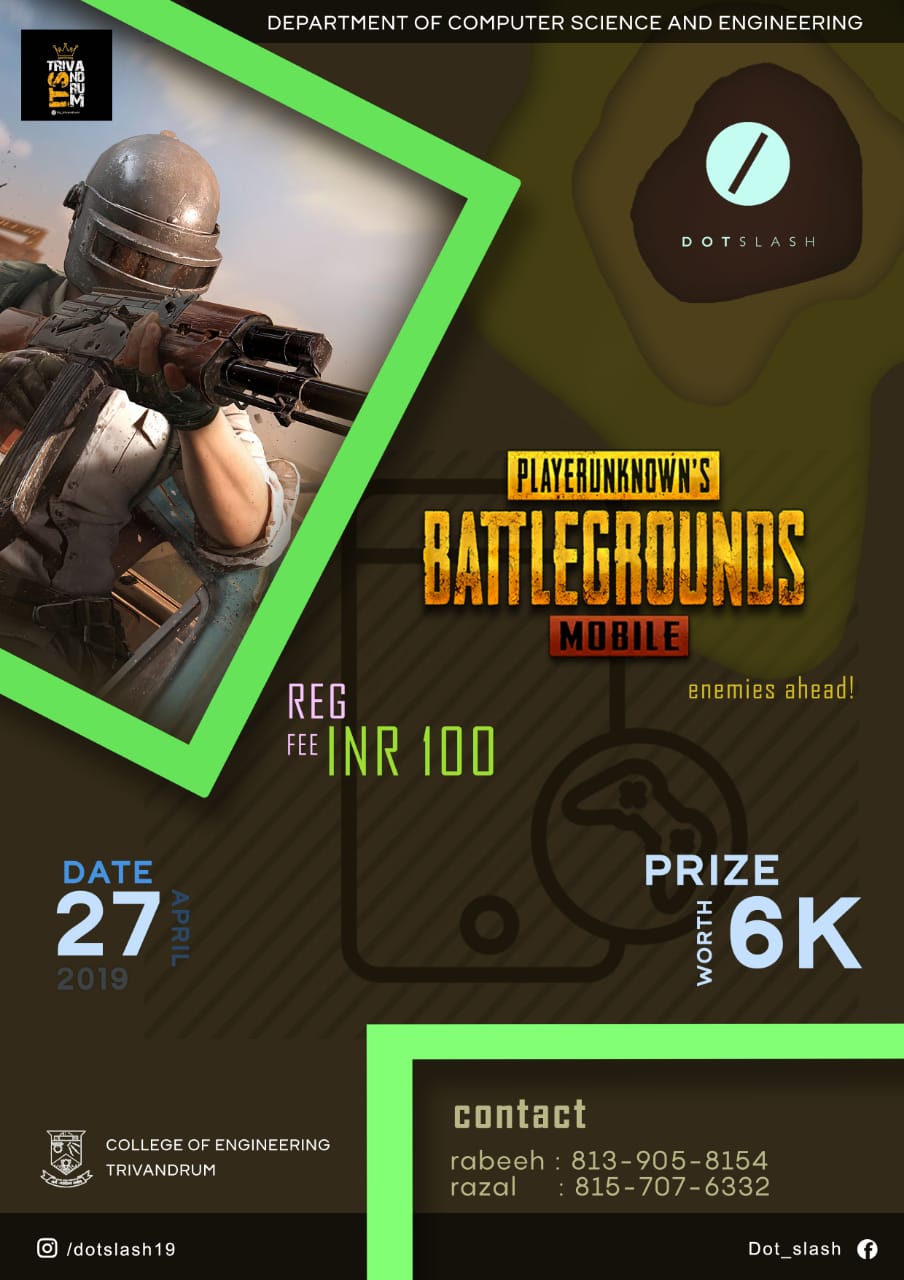 DEPARTMENT OF COMPUTER SCIENCE AND ENGINEERING
ITS
TRIVANDRUM
DOTSLASH
PLAYERUNKNOWN'S
BATTLEGROUNDS
MOBILE
enemies ahead!
REG
FEE INR 100
DATE
27 APRIL
2019
PRIZE
WORTH 6K
contact
rabeeh : 813-905-8154
razal : 815-707-6332
COLLEGE OF ENGINEERING
TRIVANDRUM
/dotslash19
Dot_slash